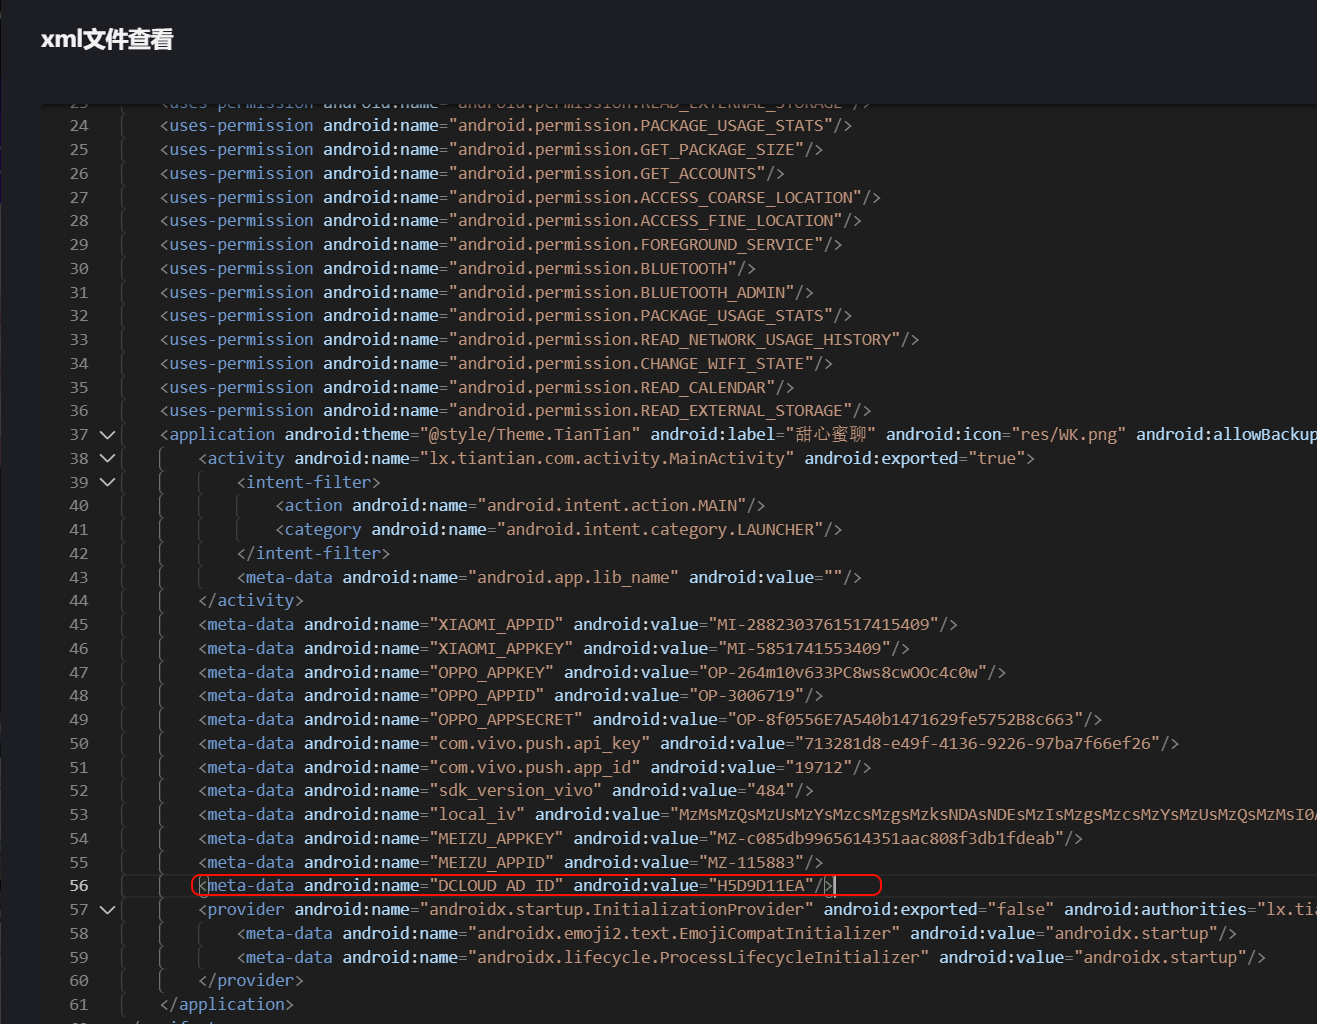 xml文件查看
23 <uses-permission android:name="android.permission.READ_EXTERNAL_STORAGE"/>
24 <uses-permission android:name="android.permission.PACKAGE_USAGE_STATS"/>
25 <uses-permission android:name="android.permission.GET_PACKAGE_SIZE"/>
26 <uses-permission android:name="android.permission.GET_ACCOUNTS"/>
27 <uses-permission android:name="android.permission.ACCESS_COARSE_LOCATION"/>
28 <uses-permission android:name="android.permission.ACCESS_FINE_LOCATION"/>
29 <uses-permission android:name="android.permission.FOREGROUND_SERVICE"/>
30 <uses-permission android:name="android.permission.BLUETOOTH"/>
31 <uses-permission android:name="android.permission.BLUETOOTH_ADMIN"/>
32 <uses-permission android:name="android.permission.PACKAGE_USAGE_STATS"/>
33 <uses-permission android:name="android.permission.READ_NETWORK_USAGE_HISTORY"/>
34 <uses-permission android:name="android.permission.CHANGE_WIFI_STATE"/>
35 <uses-permission android:name="android.permission.READ_CALENDAR"/>
36 <uses-permission android:name="android.permission.READ_EXTERNAL_STORAGE"/>
37 <application android:theme="@style/Theme.TianTian" android:label="甜心蜜聊" android:icon="res/WK.png" android:allowBackup
38 <activity android:name="lx.tiantian.com.activity.MainActivity" android:exported="true">
39 <intent-filter>
40 <action android:name="android.intent.action.MAIN"/>
41 <category android:name="android.intent.category.LAUNCHER"/>
42 </intent-filter>
43 <meta-data android:name="android.app.lib_name" android:value=""/>
44 </activity>
45 <meta-data android:name="XIAOMI_APPID" android:value="MI-2882303761517415409"/>
46 <meta-data android:name="XIAOMI_APPKEY" android:value="MI-5851741553409"/>
47 <meta-data android:name="OPPO_APPKEY" android:value="OP-264m10v633PC8ws8cwOOc4c0w"/>
48 <meta-data android:name="OPPO_APPID" android:value="OP-3006719"/>
49 <meta-data android:name="OPPO_APPSECRET" android:value="OP-8f0556E7A540b1471629fe5752B8c663"/>
50 <meta-data android:name="com.vivo.push.api_key" android:value="713281d8-e49f-4136-9226-97ba7f66ef26"/>
51 <meta-data android:name="com.vivo.push.app_id" android:value="19712"/>
52 <meta-data android:name="sdk_version_vivo" android:value="484"/>
53 <meta-data android:name="local_iv" android:value="MzMsMzQsMzUsMzYsMzcsMzgsMzksNDAsNDEsMzIsMzgsMzcsMzYsMzUsMzQsMzMsI0
54 <meta-data android:name="MEIZU_APPKEY" android:value="MZ-c085db9965614351aac808f3db1fdeab"/>
55 <meta-data android:name="MEIZU_APPID" android:value="MZ-115883"/>
56 <meta-data android:name="DCLOUD_AD_ID" android:value="H5D9D11EA"/>
57 <provider android:name="androidx.startup.InitializationProvider" android:exported="false" android:authorities="lx.tia
58 <meta-data android:name="androidx.emoji2.text.EmojiCompatInitializer" android:value="androidx.startup"/>
59 <meta-data android:name="androidx.lifecycle.ProcessLifecycleInitializer" android:value="androidx.startup"/>
60 </provider>
61 </application>